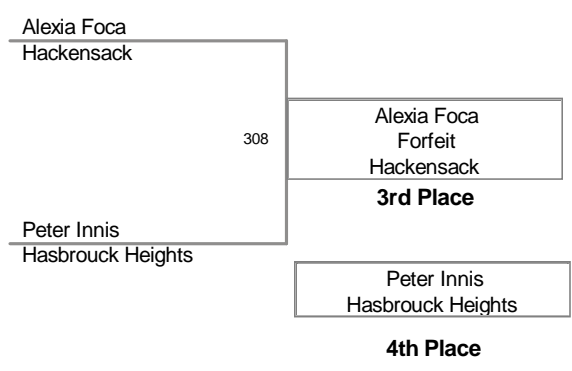 Alexia Foca
Hackensack
308
Alexia Foca
Forfeit
Hackensack
3rd Place
Peter Innis
Hasbrouck Heights
Peter Innis
Hasbrouck Heights
4th Place